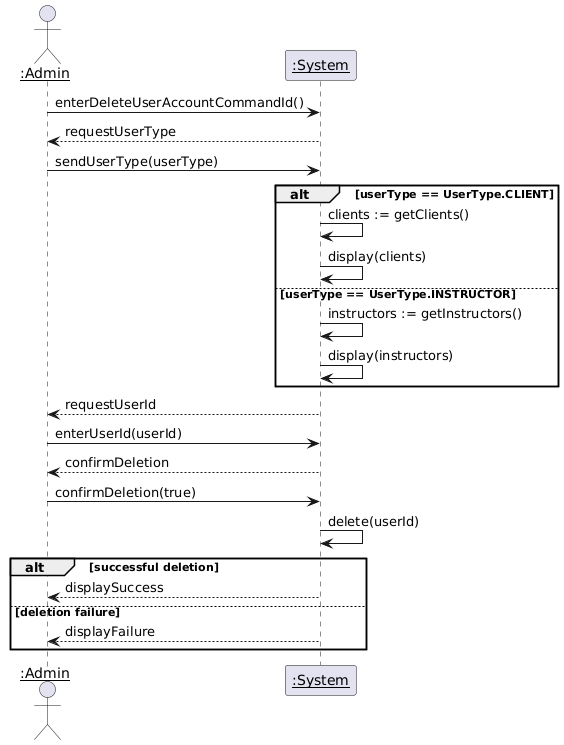 :Admin
:System
enterDeleteUserAccountCommandId()
requestUserType
sendUserType(userType)
alt [userType == UserType.CLIENT]
clients := getClients()
display(clients)
[userType == UserType.INSTRUCTOR]
instructors := getInstructors()
display(instructors)
requestUserId
enterUserId(userId)
confirmDeletion
confirmDeletion(true)
delete(userId)
alt [successful deletion]
displaySuccess
[deletion failure]
displayFailure
:Admin
:System